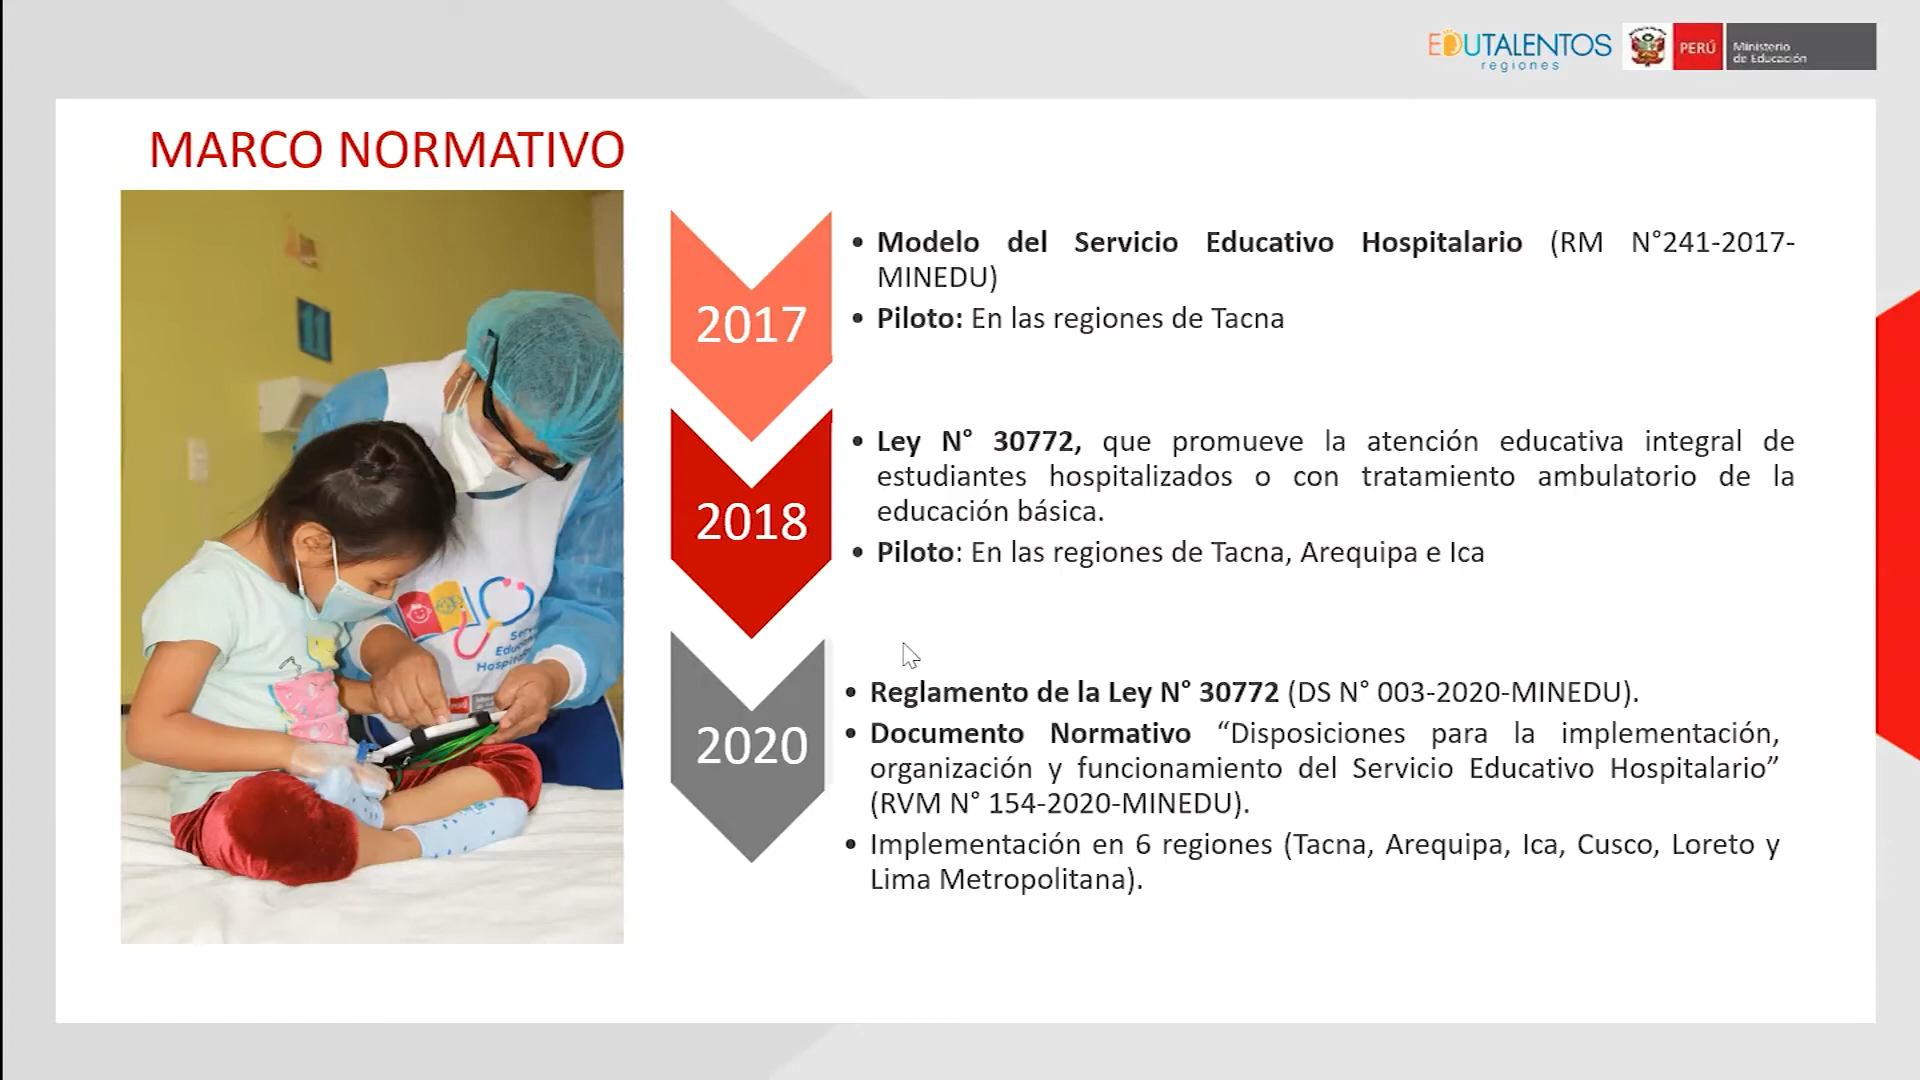 EDUTALENTOS
regiones
PERÚ
Ministerio
de Educación
MARCO NORMATIVO
2017
• Modelo del Servicio Educativo Hospitalario (RM N°241-2017-
MINEDU)
• Piloto: En las regiones de Tacna
2018
• Ley N° 30772, que promueve la atención educativa integral de
estudiantes hospitalizados o con tratamiento ambulatorio de la
educación básica.
• Piloto: En las regiones de Tacna, Arequipa e Ica
2020
• Reglamento de la Ley N° 30772 (DS N° 003-2020-MINEDU).
• Documento Normativo “Disposiciones para la implementación,
organización y funcionamiento del Servicio Educativo Hospitalario”
(RVM N° 154-2020-MINEDU).
• Implementación en 6 regiones (Tacna, Arequipa, Ica, Cusco, Loreto y
Lima Metropolitana).
11